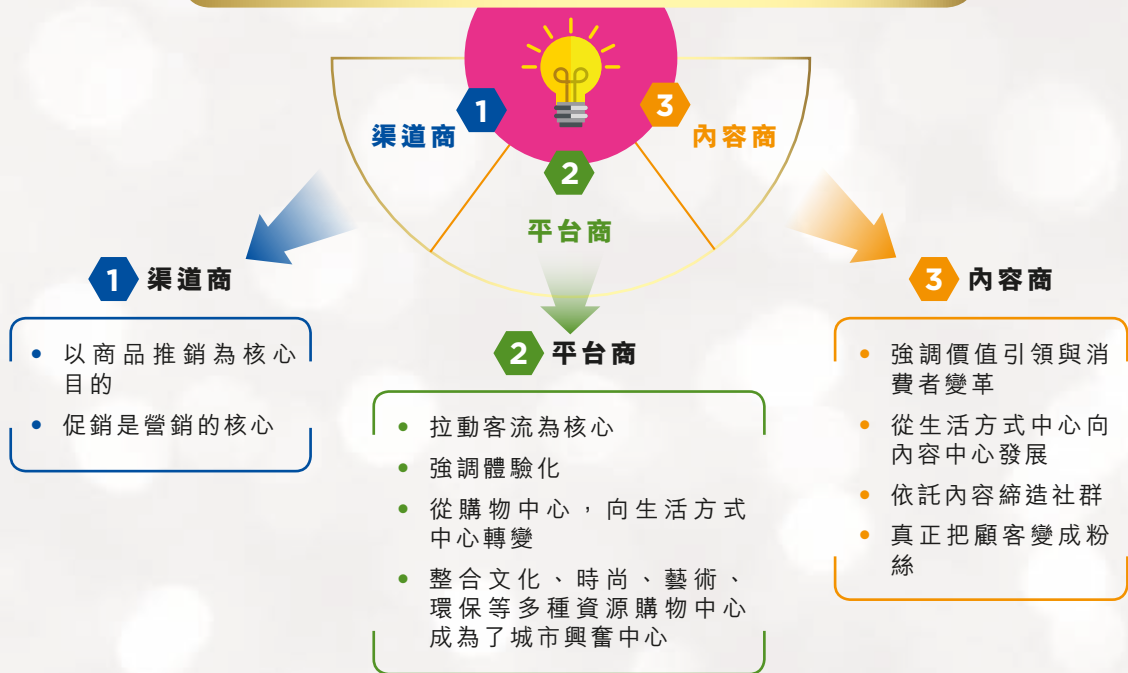 1
渠道商
3
內容商
2
平台商
1 渠道商
• 以商品推銷為核心
目的
• 促銷是營銷的核心
2 平台商
• 拉動客流為核心
• 強調體驗化
• 從購物中心，向生活方式
中心轉變
• 整合文化、時尚、藝術、
環保等多種資源購物中心
成為了城市興奮中心
3 內容商
• 強調價值引領與消
費者變革
• 從生活方式中心向
內容中心發展
• 依託內容締造社群
• 真正把顧客變成粉
絲